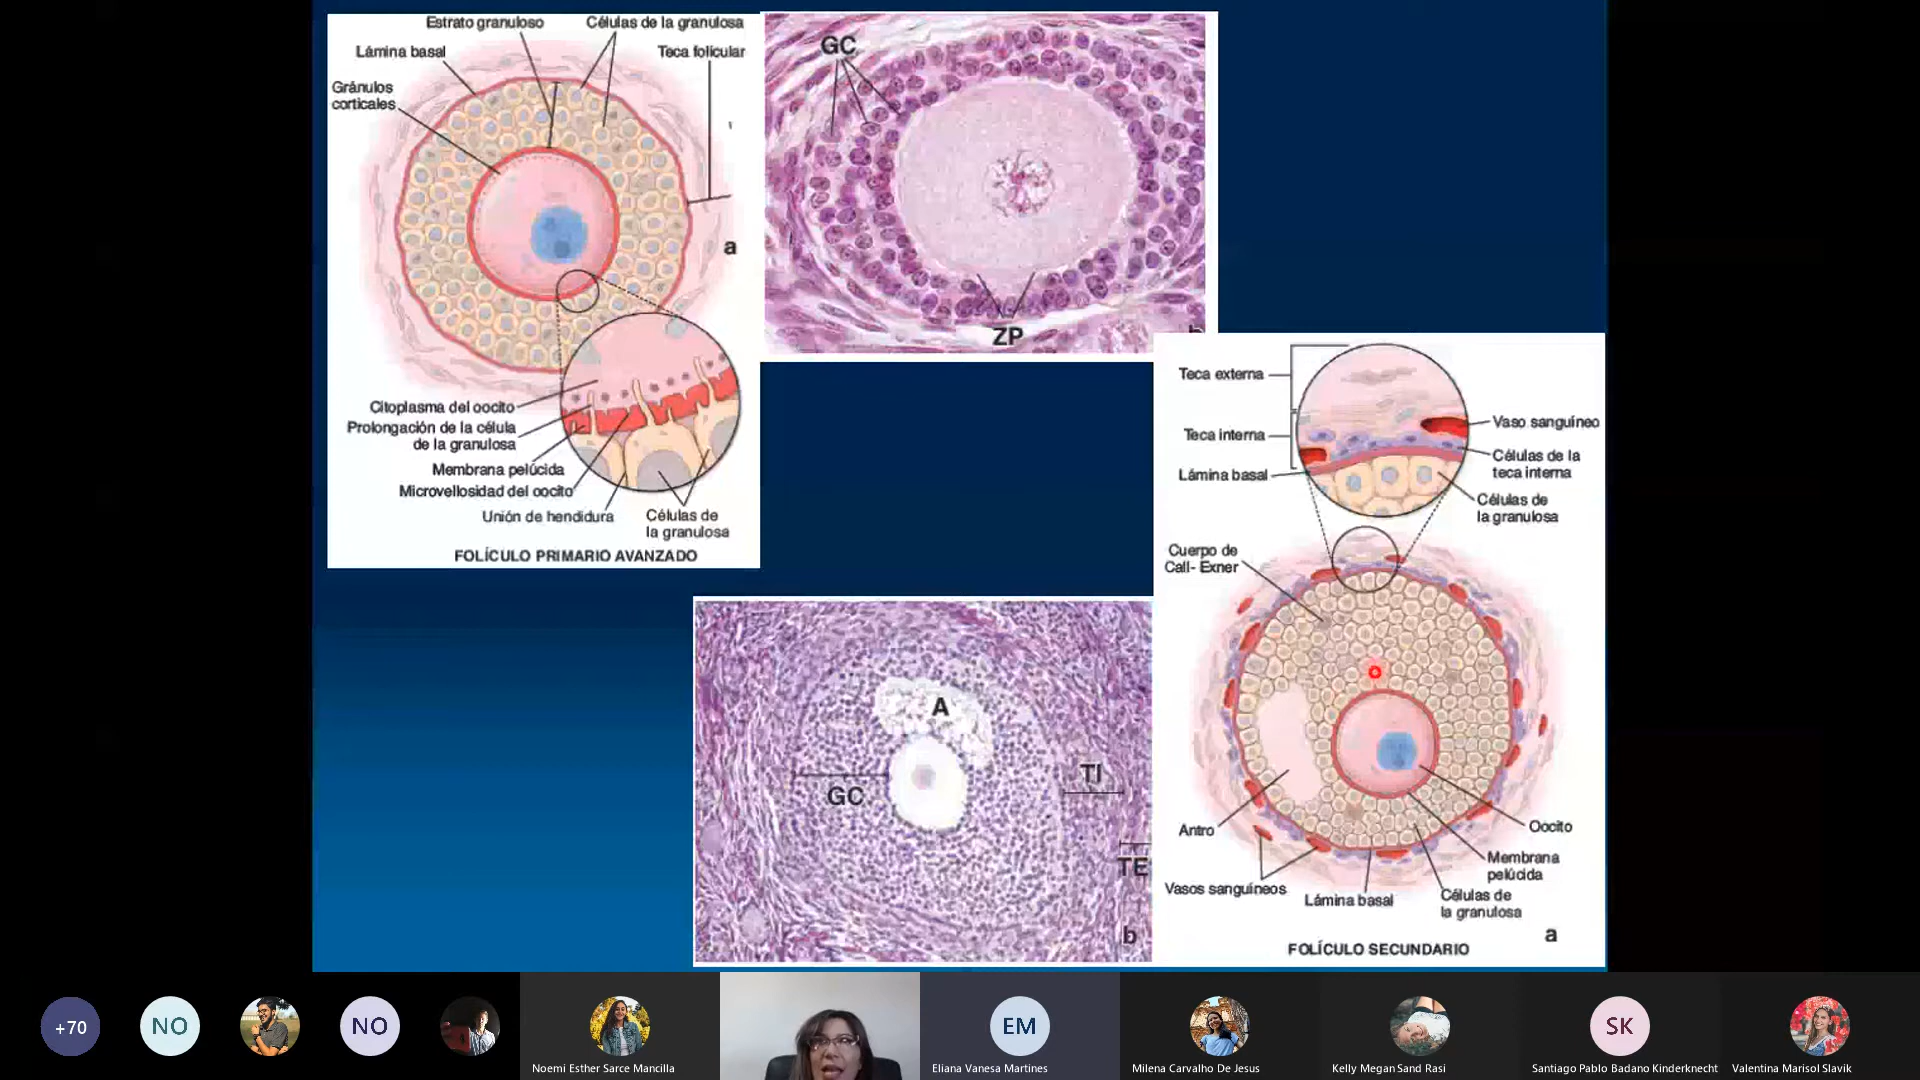 Estrato granuloso
Células de la granulosa
Lámina basal
Teca folicular
Gránulos
corticales
a
Citoplasma del oocito
Prolongación de la célula
de la granulosa
Membrana pelúcida
Microvellosidad del oocito
Unión de hendidura
Células de
la granulosa
FOLÍCULO PRIMARIO AVANZADO
GC
ZP
Teca externa
Teca interna
Lámina basal
Vaso sanguíneo
Células de la
teca interna
Células de
la granulosa
Cuerpo de
Call- Exner
Antro
Vasos sanguíneos
Lámina basal
Oocito
Membrana
pelúcida
Células de
la granulosa
a
FOLÍCULO SECUNDARIO
A
GC
TI
TE
b
+70
NO
NO
EM
SK
Noemi Esther Sarce Mancilla
Eliana Vanesa Martines
Milena Carvalho De Jesus
Kelly Megan Sand Rasi
Santiago Pablo Badano Kinderknecht
Valentina Marisol Slavik